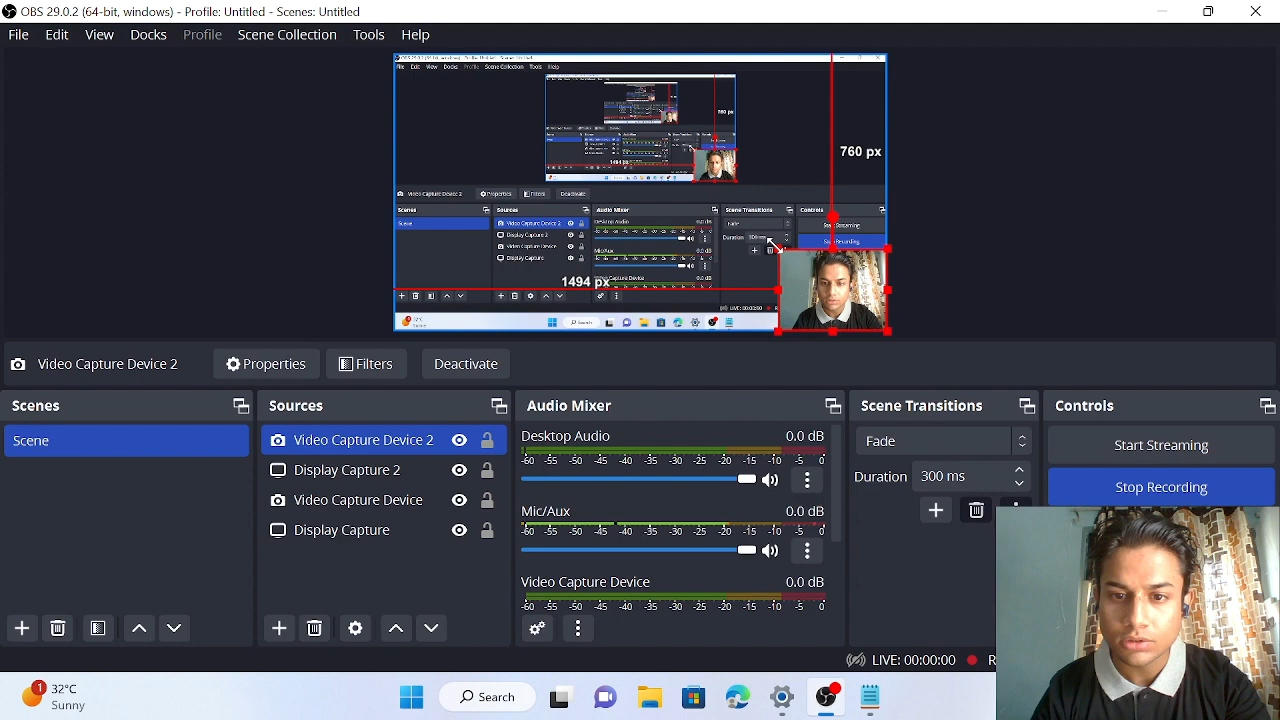 OBS 29.0.2 (64-bit, windows) - Profile: Untitled - Scenes: Untitled
File Edit View Docks Profile Scene Collection Tools Help
760 px
1494 px
Video Capture Device 2 Properties Filters Deactivate
Scenes
Scene
Sources
Video Capture Device 2
Display Capture 2
Video Capture Device
Display Capture
Audio Mixer
Desktop Audio 0.0 dB
-60 -55 -50 -45 -40 -35 -30 -25 -20 -15 -10 -5 0
Mic/Aux 0.0 dB
-60 -55 -50 -45 -40 -35 -30 -25 -20 -15 -10 -5 0
Video Capture Device 0.0 dB
-60 -55 -50 -45 -40 -35 -30 -25 -20 -15 -10 -5 0
Scene Transitions
Fade
Duration 300 ms
Controls
Start Streaming
Stop Recording
LIVE: 00:00:00 R
1
32°C
Sunny
Search